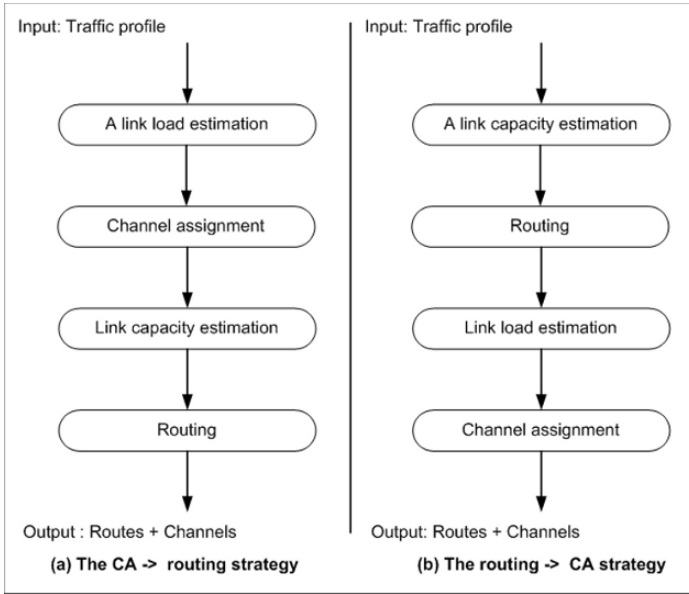 Input: Traffic profile
A link load estimation
Channel assignment
Link capacity estimation
Routing
Output : Routes + Channels
(a) The CA -> routing strategy
Input: Traffic profile
A link capacity estimation
Routing
Link load estimation
Channel assignment
Output: Routes + Channels
(b) The routing -> CA strategy